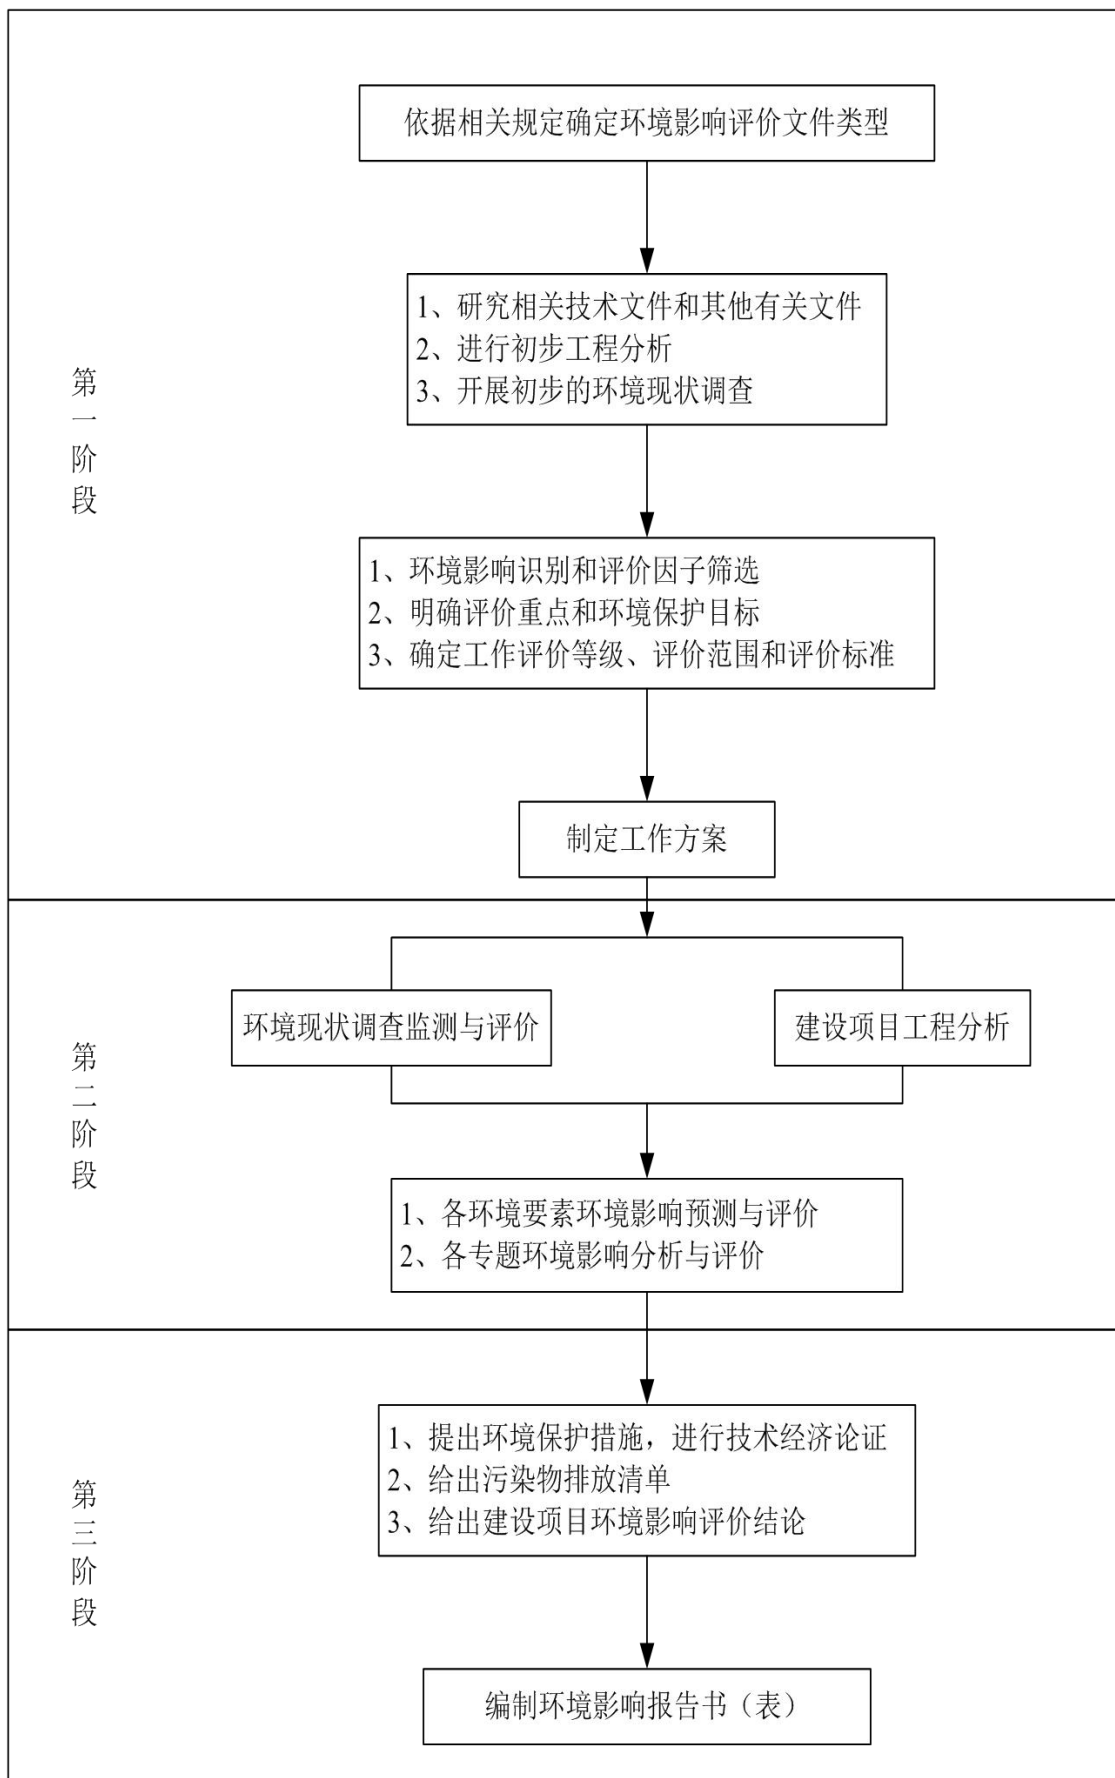 依据相关规定确定环境影响评价文件类型
1、研究相关技术文件和其他有关文件
2、进行初步工程分析
3、开展初步的环境现状调查
第一阶段
1、环境影响识别和评价因子筛选
2、明确评价重点和环境保护目标
3、确定工作评价等级、评价范围和评价标准
制定工作方案
环境现状调查监测与评价
建设项目工程分析
第二阶段
1、各环境要素环境影响预测与评价
2、各专题环境影响分析与评价
1、提出环境保护措施，进行技术经济论证
2、给出污染物排放清单
3、给出建设项目环境影响评价结论
第三阶段
编制环境影响报告书（表）